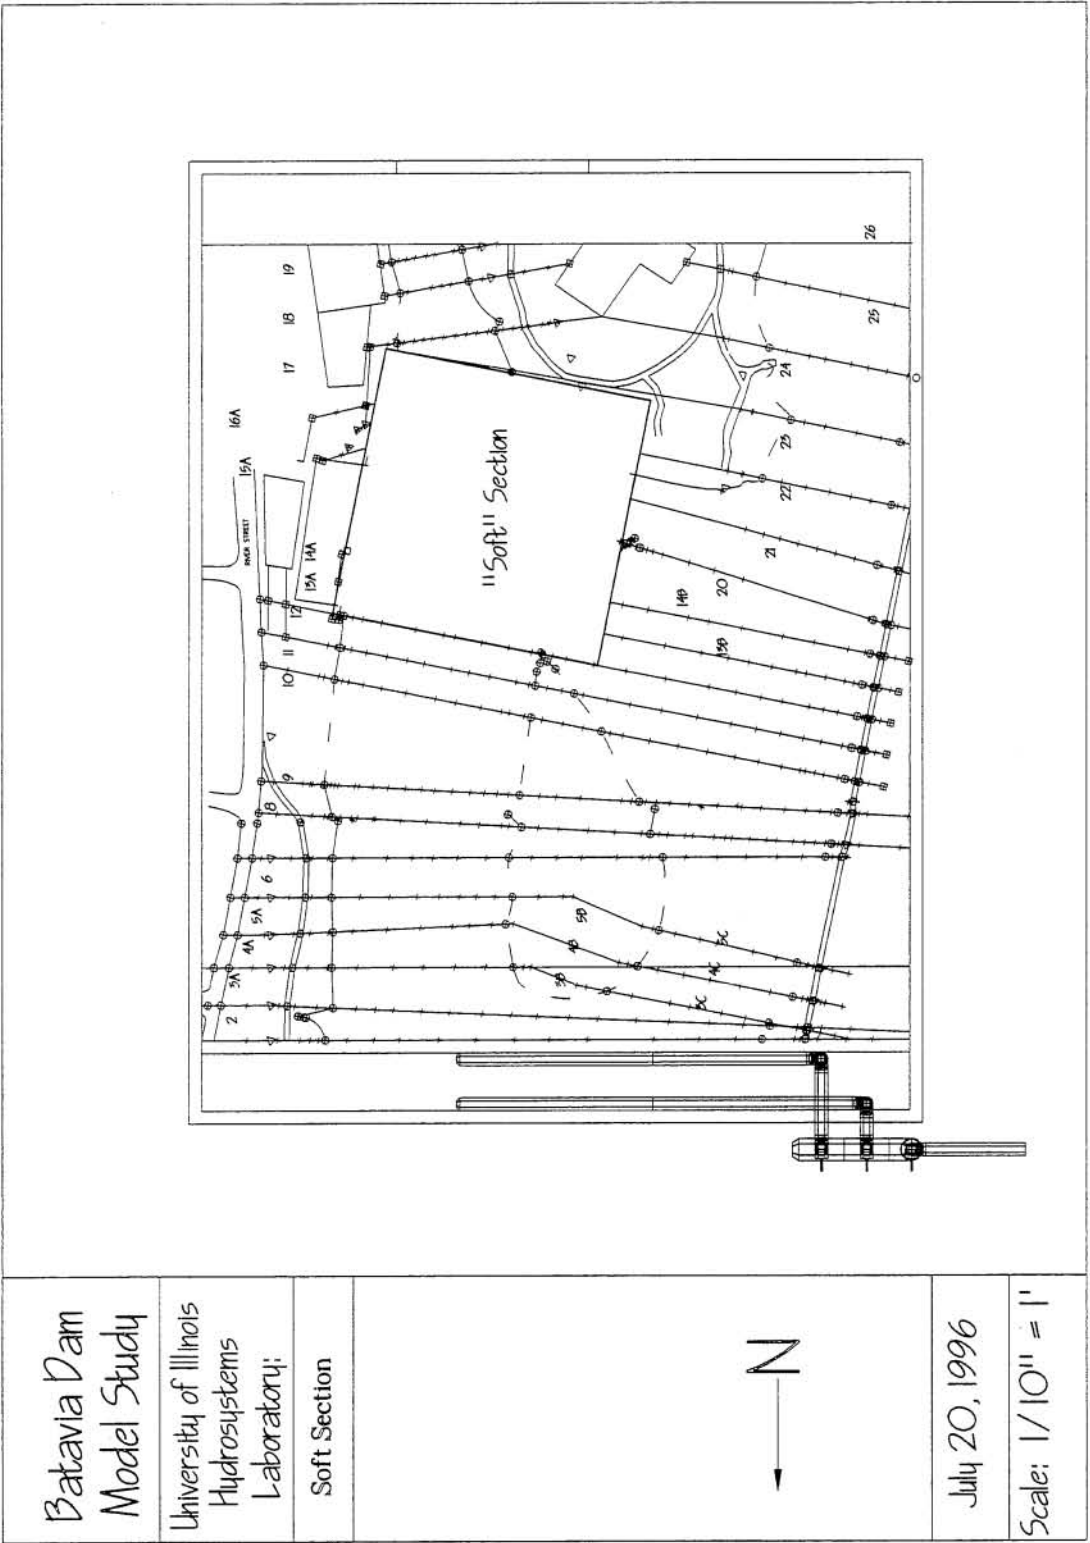 Batavia Dam
Model Study
University of Illinois
Hydrosystems
Laboratory:
Soft Section
N
July 20, 1996
Scale: 1/10" = 1'
"Soft" Section
RIVER STREET
2
3A
4A
5A
6
8
9
10
11
12
13A
14A
15A
16A
17
18
19
1
3B
4B
5B
3C
4C
5C
3C
13B
14B
20
21
22
23
24
25
26